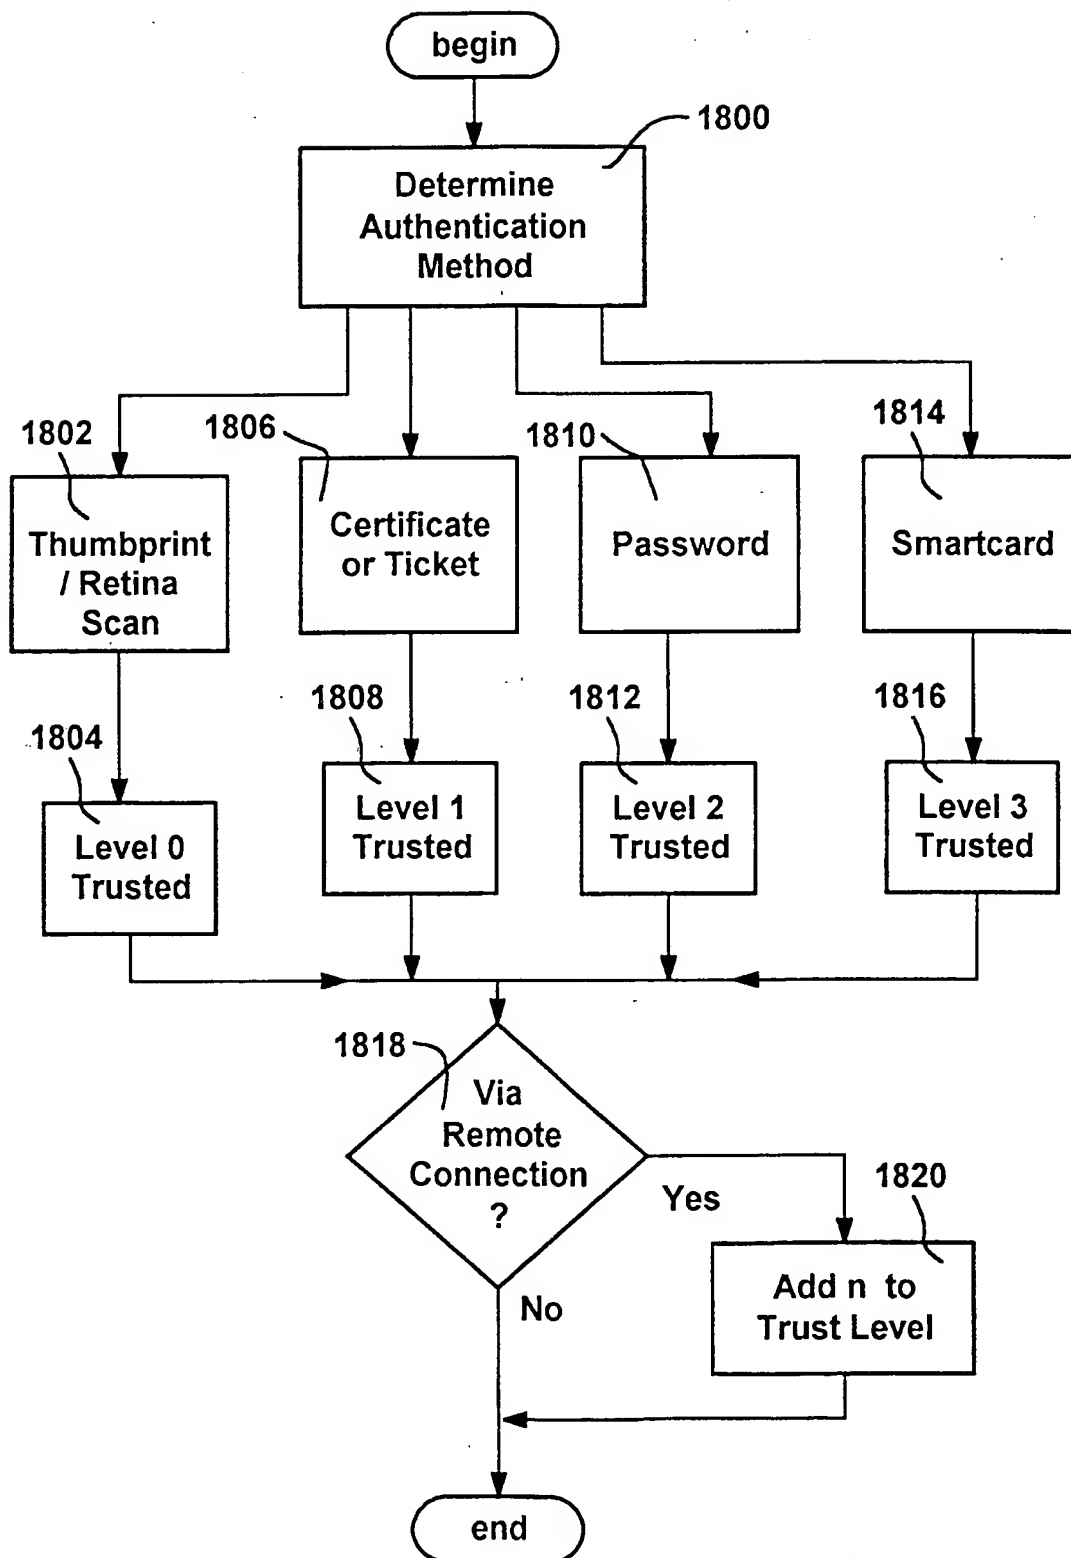 begin
1800
Determine
Authentication
Method
1802
1806
1810
1814
Thumbprint
/ Retina
Scan
Certificate
or Ticket
Password
Smartcard
1804
1808
1812
1816
Level 0
Trusted
Level 1
Trusted
Level 2
Trusted
Level 3
Trusted
1818
Via
Remote
Connection
?
Yes
No
1820
Add n to
Trust Level
end